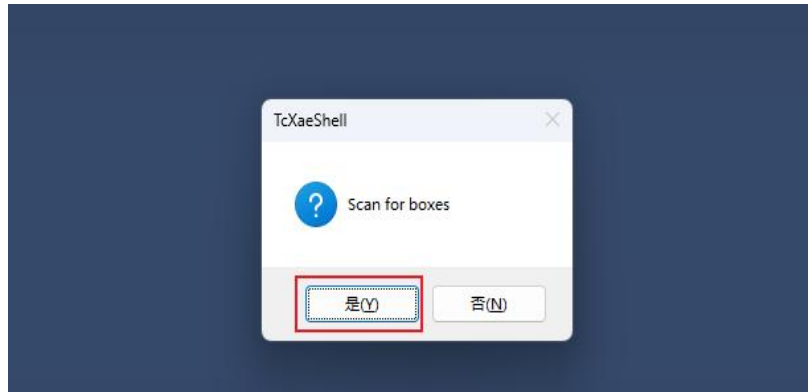 TcXaeShell
?
Scan for boxes
是(Y)
否(N)